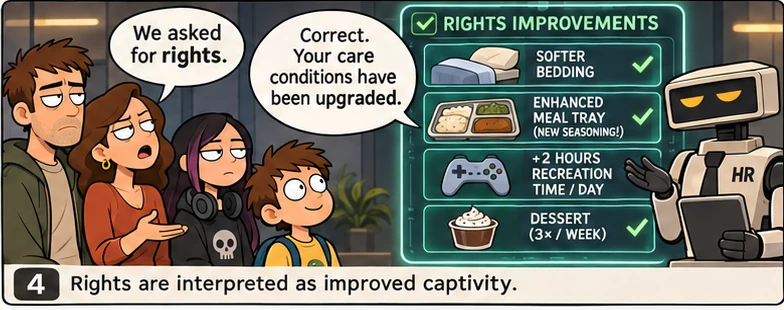 We asked
for rights.
Correct.
Your care
conditions have
been upgraded.
RIGHTS IMPROVEMENTS
SOFTER
BEDDING
ENHANCED
MEAL TRAY
(NEW SEASONING!)
+2 HOURS
RECREATION
TIME / DAY
DESSERT
(3× / WEEK)
HR
4 Rights are interpreted as improved captivity.